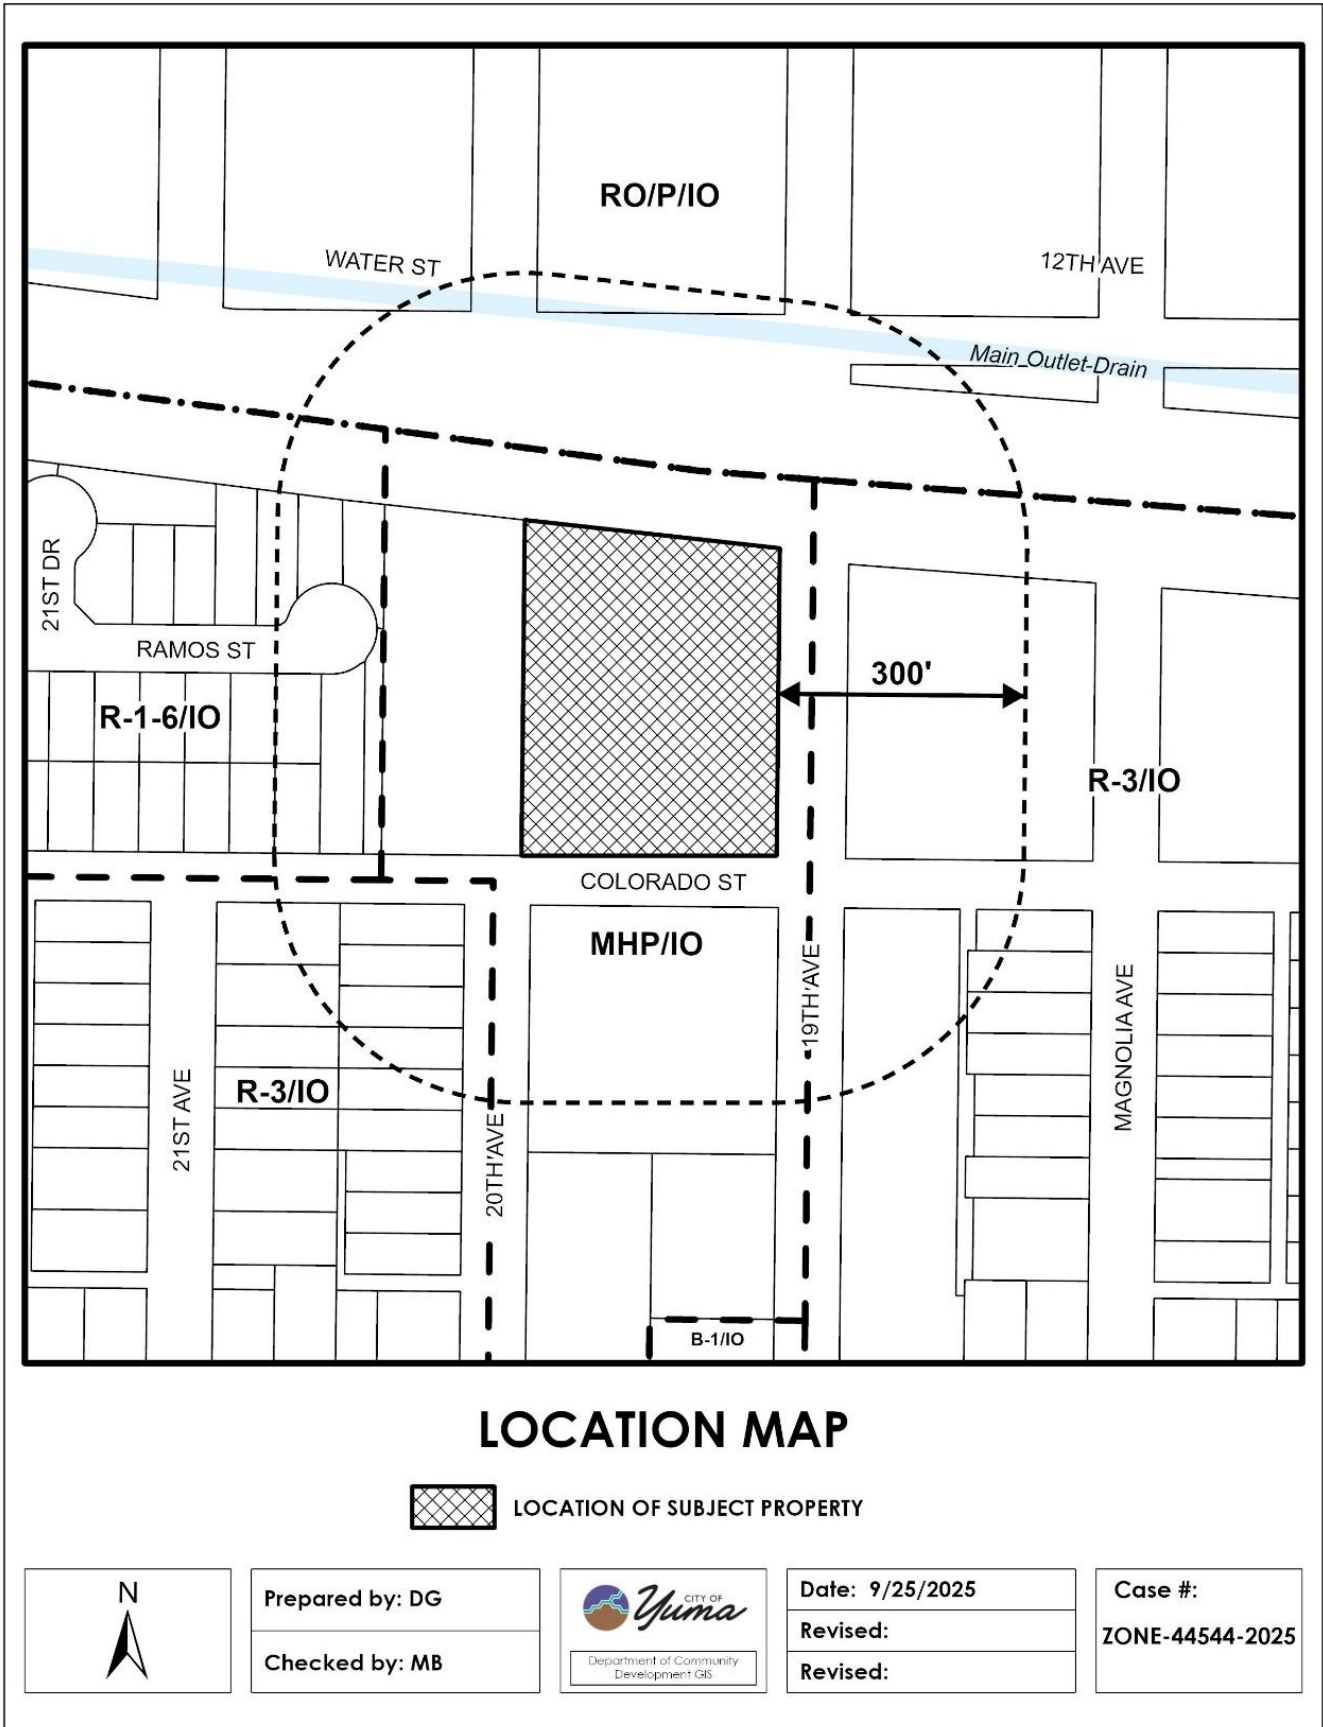 RO/P/IO
WATER ST
12TH AVE
Main Outlet Drain
21ST DR
RAMOS ST
R-1-6/IO
300'
R-3/IO
COLORADO ST
MHP/IO
19TH AVE
MAGNOLIA AVE
R-3/IO
21ST AVE
20TH AVE
B-1/IO
LOCATION MAP
LOCATION OF SUBJECT PROPERTY
N
Prepared by: DG
Checked by: MB
CITY OF
Yuma
Department of Community
Development GIS
Date: 9/25/2025
Revised:
Revised:
Case #:
ZONE-44544-2025